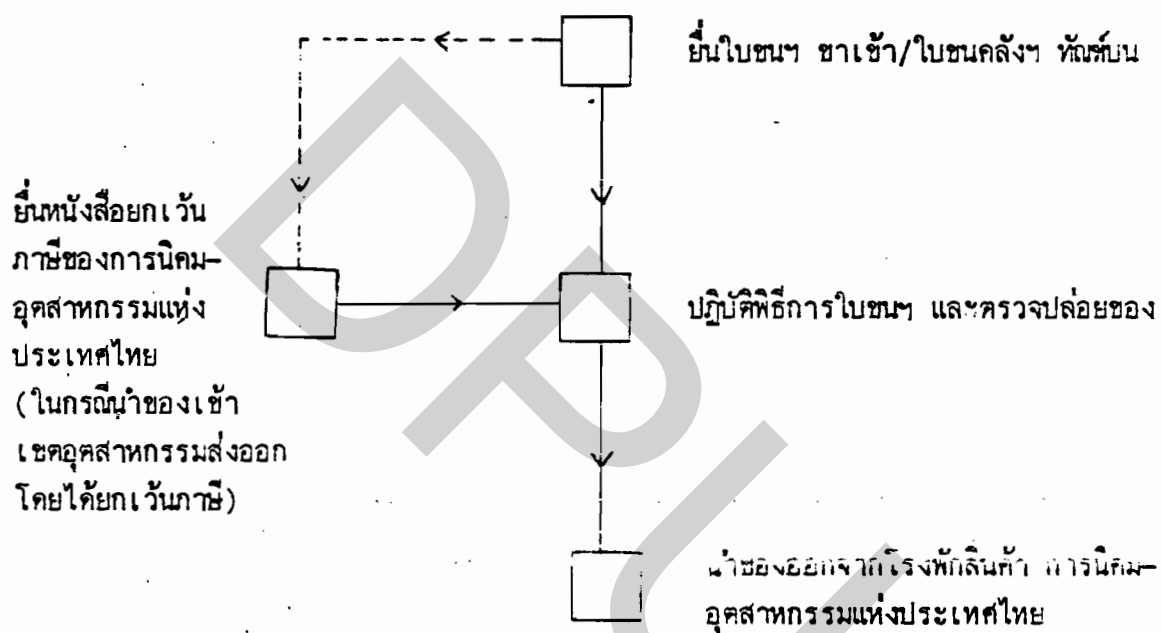 ยื่นใบขนฯ ขาเข้า/ใบขนคลังฯ ทัณฑ์บน
ยื่นหนังสือยกเว้น
ภาษีของการนิคม-
อุตสาหกรรมแห่ง
ประเทศไทย
(ในกรณีนำของเข้า
เขตอุตสาหกรรมส่งออก
โดยได้ยกเว้นภาษี)
ปฏิบัติพิธีการใบขนฯ และตรวจปล่อยของ
นำของออกจากโรงพักสินค้า การนิคม-
อุตสาหกรรมแห่งประเทศไทย
DPU